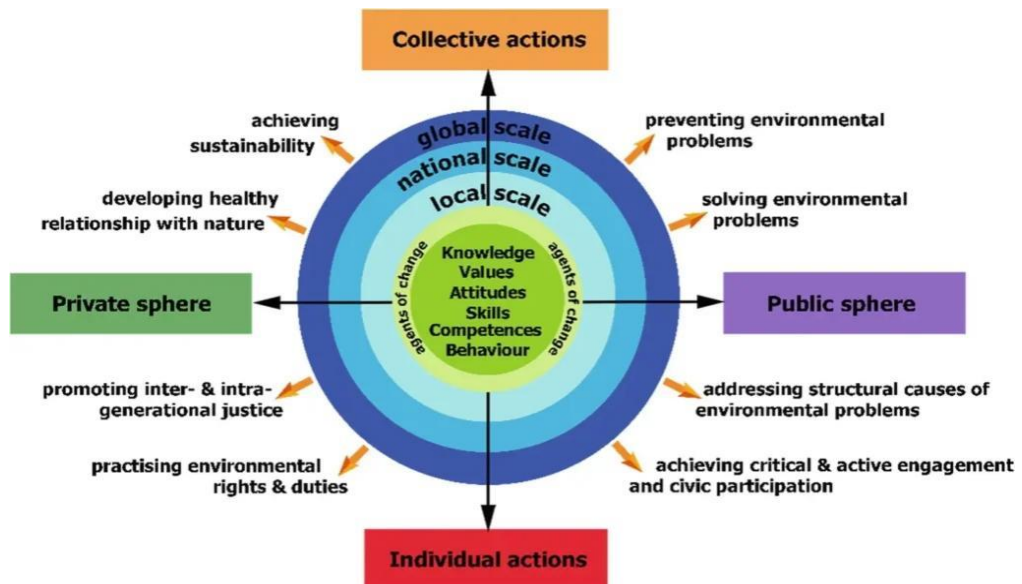 Collective actions
achieving
sustainability
preventing environmental
problems
global scale
national scale
local scale
developing healthy
relationship with nature
solving environmental
problems
agents of change
Knowledge
Values
Attitudes
Skills
Competences
Behaviour
agents of change
Private sphere
Public sphere
promoting inter- & intra-
generational justice
addressing structural causes of
environmental problems
practising environmental
rights & duties
achieving critical & active engagement
and civic participation
Individual actions